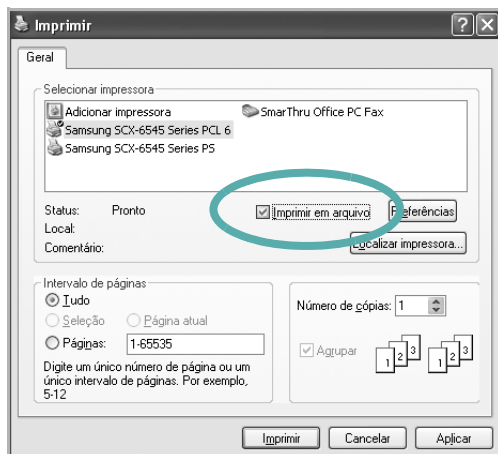 Imprimir
Geral
Selecionar impressora
Adicionar impressora
SmarThru Office PC Fax
Samsung SCX-6545 Series PCL 6
Samsung SCX-6545 Series PS
Status: Pronto
Imprimir em arquivo
Preferências
Local:
Comentário:
Localizar impressora...
Intervalo de páginas
Tudo
Seleção
Página atual
Páginas: 1-65535
Digite um único número de página ou um
único intervalo de páginas. Por exemplo,
5-12
Número de cópias: 1
Agrupar
1 2 3 1 2 3
Imprimir
Cancelar
Aplicar